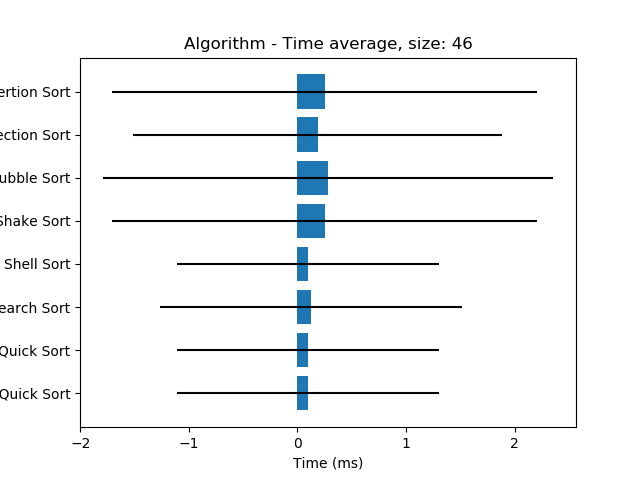 Algorithm - Time average, size: 46
ertion Sort
ection Sort
ubble Sort
Shake Sort
Shell Sort
earch Sort
Quick Sort
Quick Sort
−2 −1 0 1 2
Time (ms)